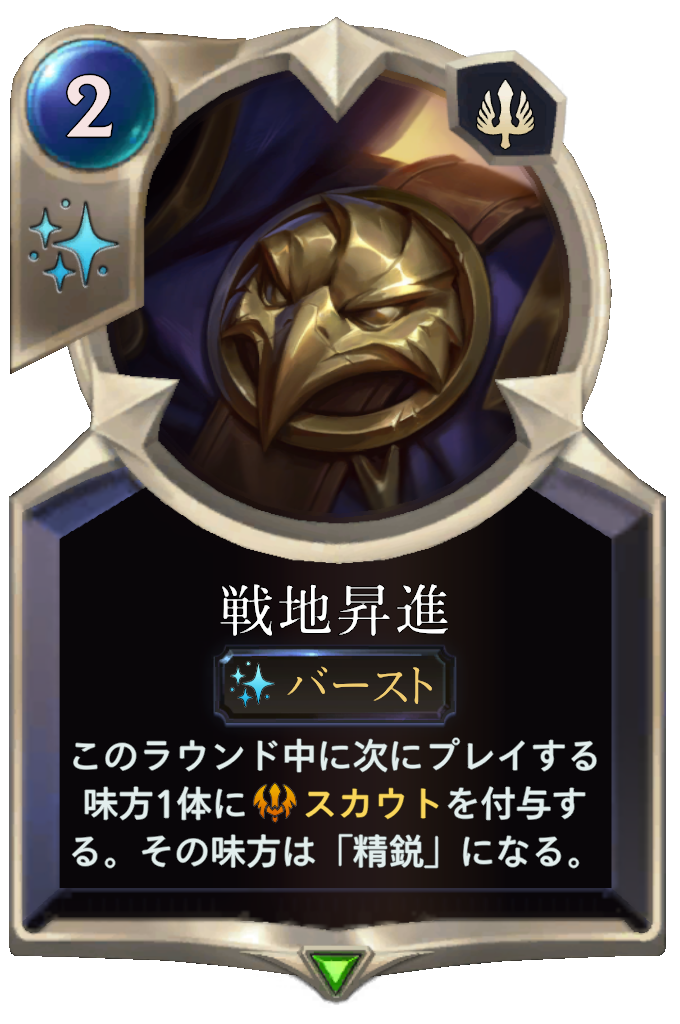 2
戦地昇進
バースト
このラウンド中に次にプレイする
味方1体にスカウトを付与す
る。その味方は「精鋭」になる。